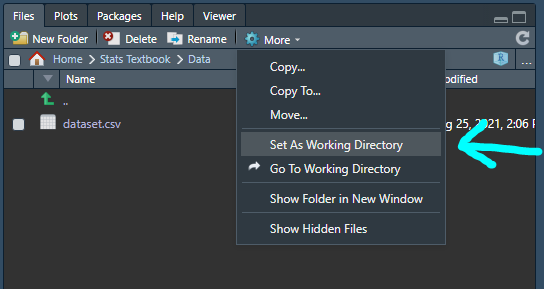 Files Plots Packages Help Viewer
New Folder Delete Rename More
Home Stats Textbook Data R ...
Name odified
..
dataset.csv g 25, 2021, 2:06 P
Copy...
Copy To...
Move...
Set As Working Directory
Go To Working Directory
Show Folder in New Window
Show Hidden Files